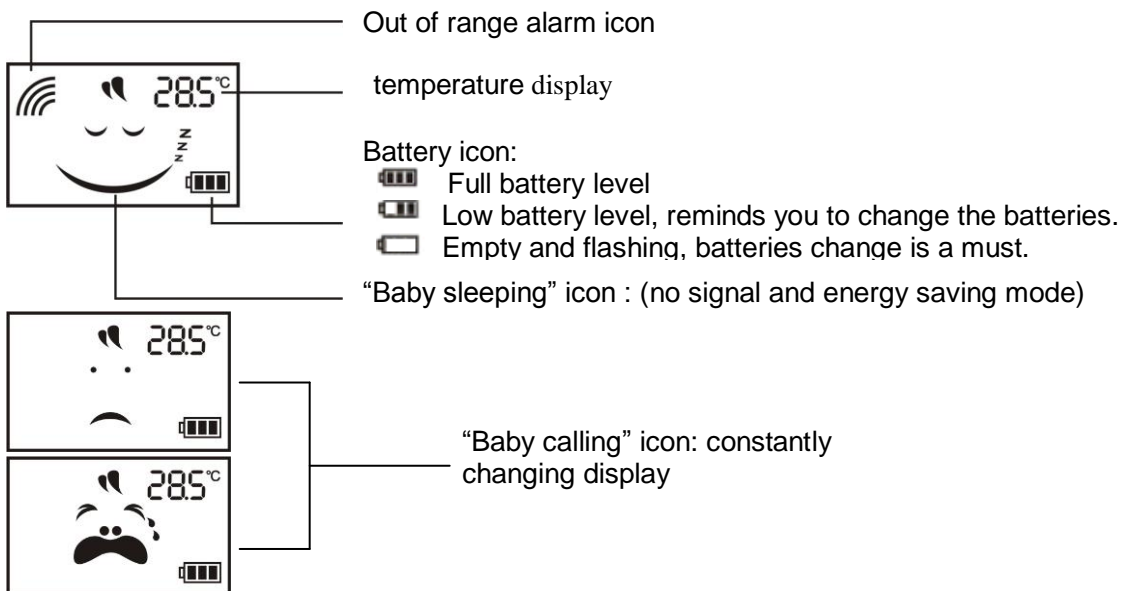 Out of range alarm icon
28.5°C
temperature display
zzz
Battery icon:
Full battery level
Low battery level, reminds you to change the batteries.
Empty and flashing, batteries change is a must.
“Baby sleeping” icon : (no signal and energy saving mode)
28.5°C
“Baby calling” icon: constantly
changing display
28.5°C